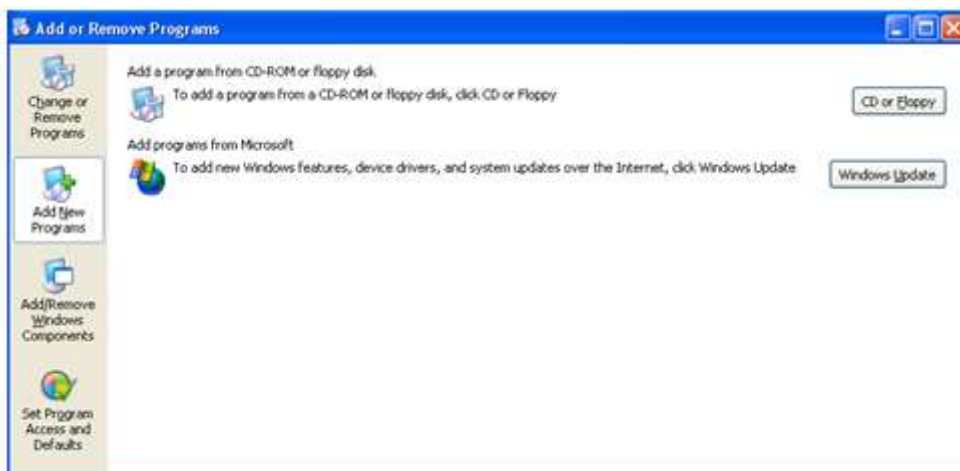 Add or Remove Programs
Change or
Remove
Programs
Add New
Programs
Add/Remove
Windows
Components
Set Program
Access and
Defaults
Add a program from CD-ROM or floppy disk
To add a program from a CD-ROM or floppy disk, click CD or Floppy
CD or Floppy
Add programs from Microsoft
To add new Windows features, device drivers, and system updates over the Internet, click Windows Update
Windows Update